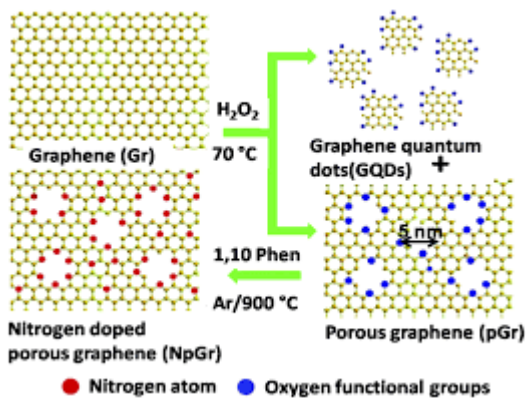 Graphene (Gr)
H₂O₂
70 °C
Graphene quantum
dots(GQDs)
+
5 nm
Porous graphene (pGr)
1,10 Phen
Ar/900 °C
Nitrogen doped
porous graphene (NpGr)
Nitrogen atom
Oxygen functional groups